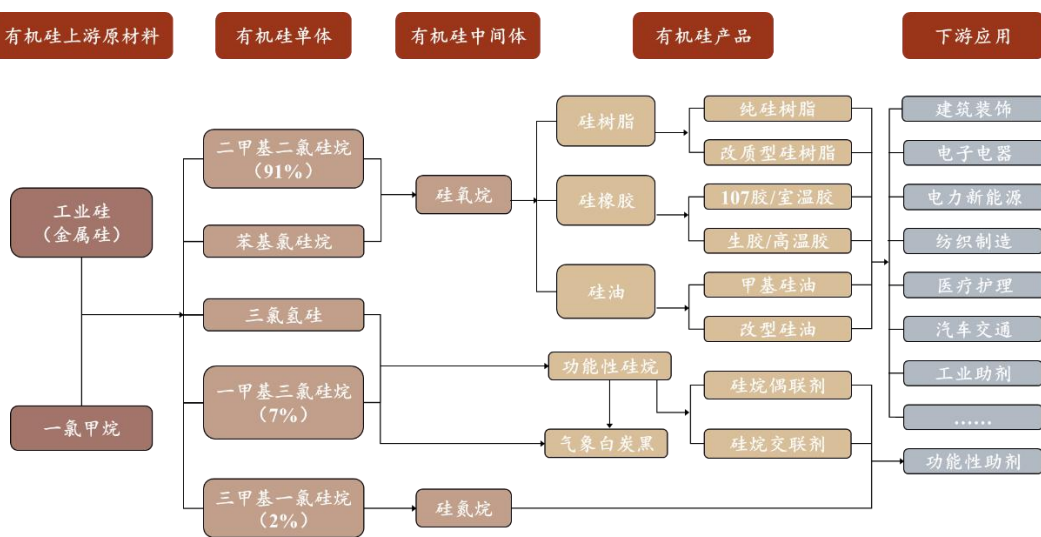 有机硅上游原材料
有机硅单体
有机硅中间体
有机硅产品
下游应用
工业硅
（金属硅）
一氯甲烷
二甲基二氯硅烷
（91%）
苯基氯硅烷
三氯氢硅
一甲基三氯硅烷
（7%）
三甲基一氯硅烷
（2%）
硅氧烷
硅氮烷
硅树脂
硅橡胶
硅油
功能性硅烷
气象白炭黑
纯硅树脂
改质型硅树脂
107胶/室温胶
生胶/高温胶
甲基硅油
改型硅油
硅烷偶联剂
硅烷交联剂
建筑装饰
电子电器
电力新能源
纺织制造
医疗护理
汽车交通
工业助剂
……
功能性助剂